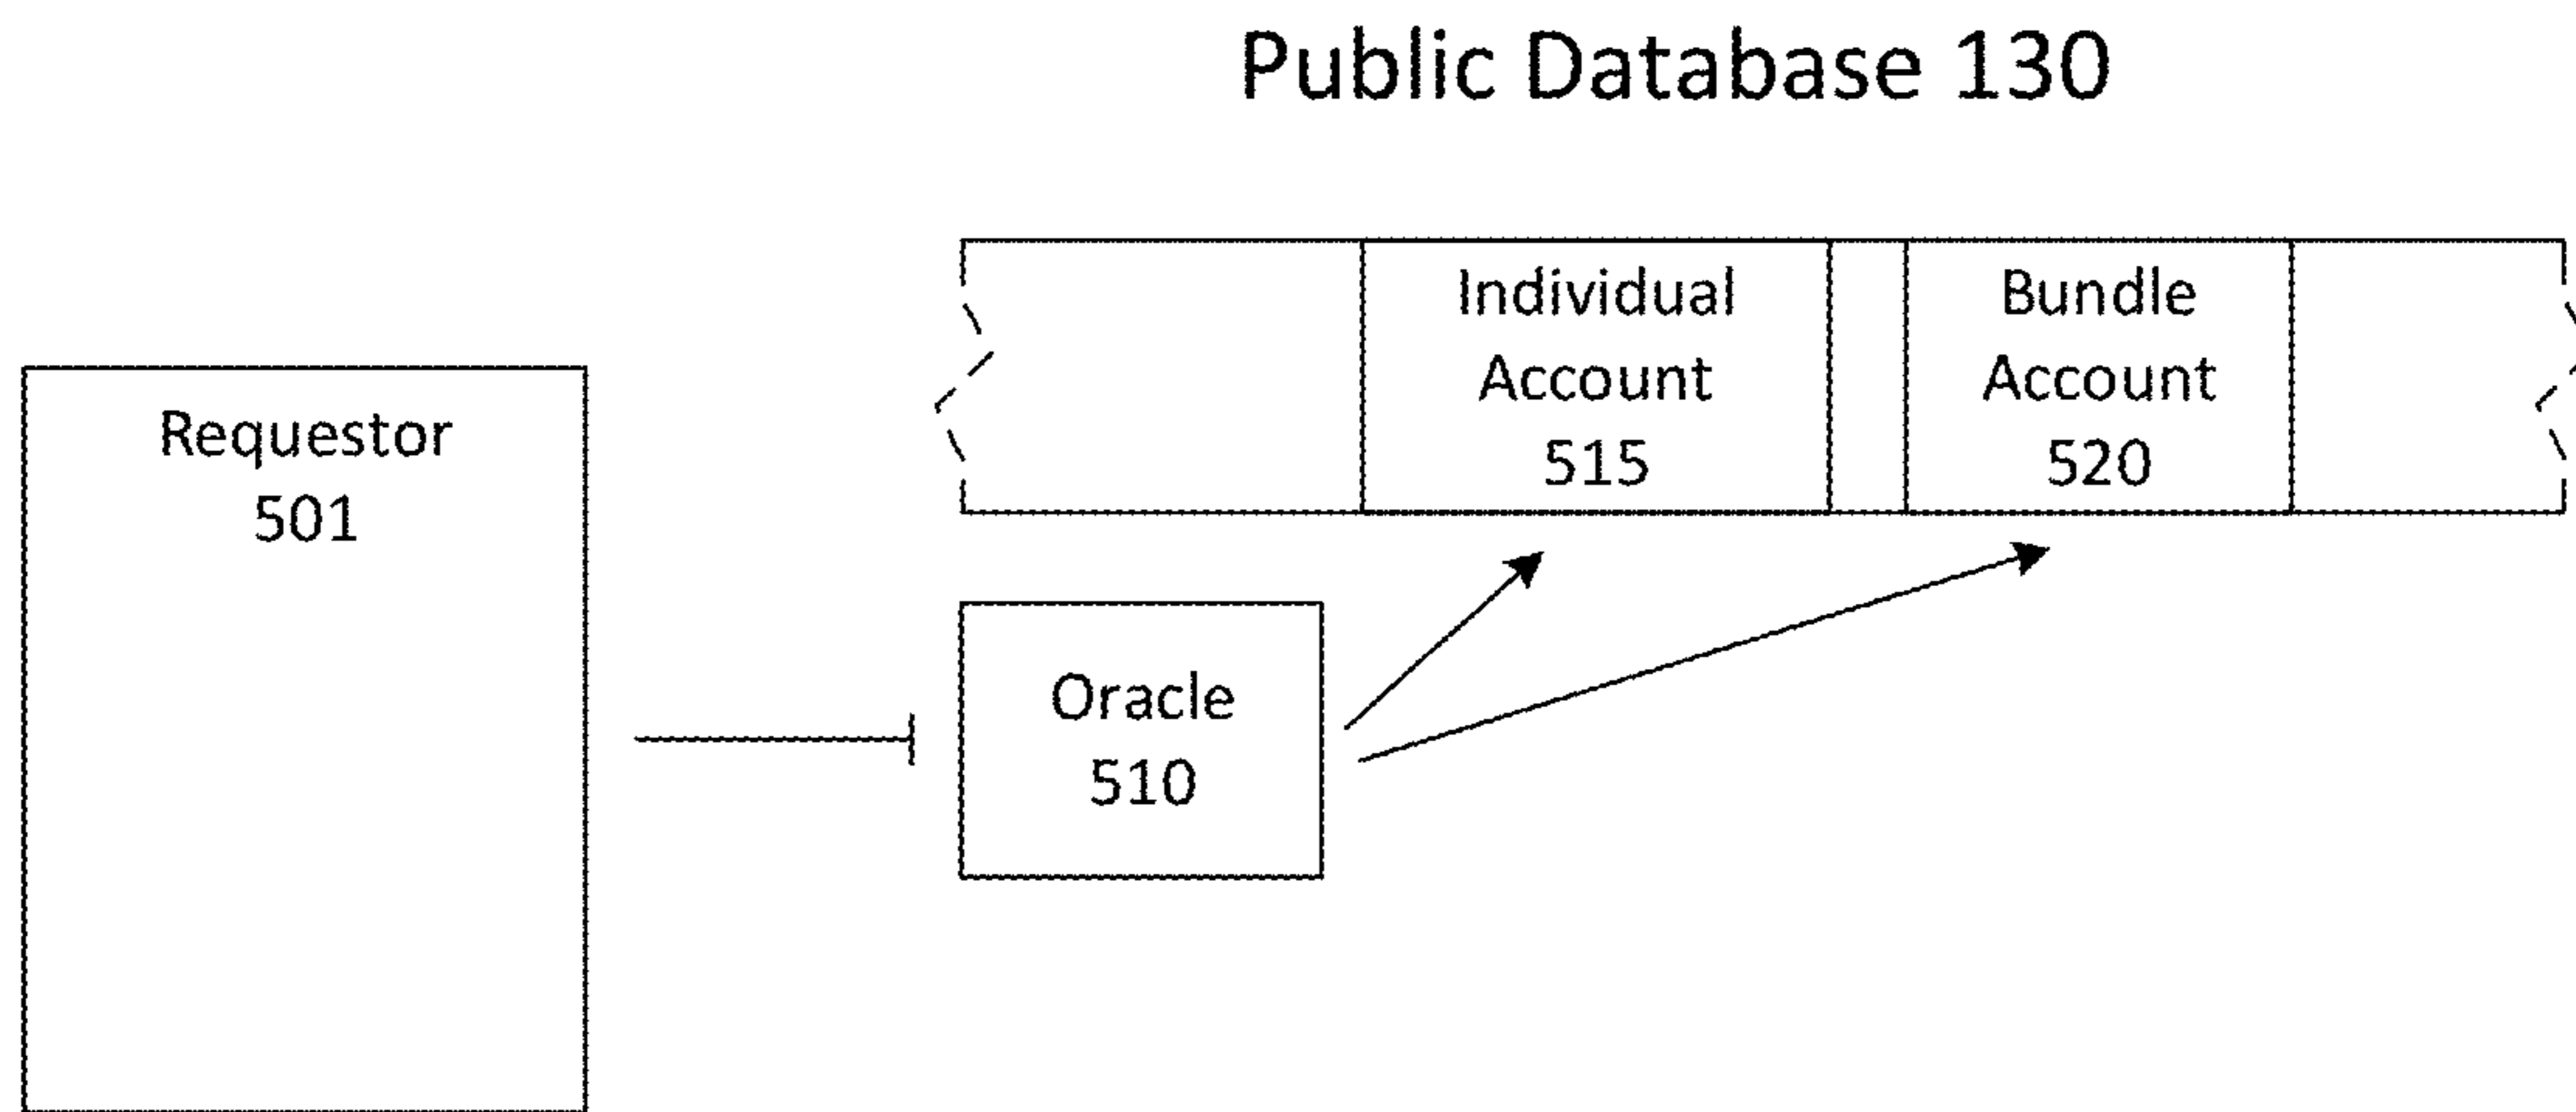 Public Database 130
Individual
Account
515
Bundle
Account
520
Requestor
501
Oracle
510